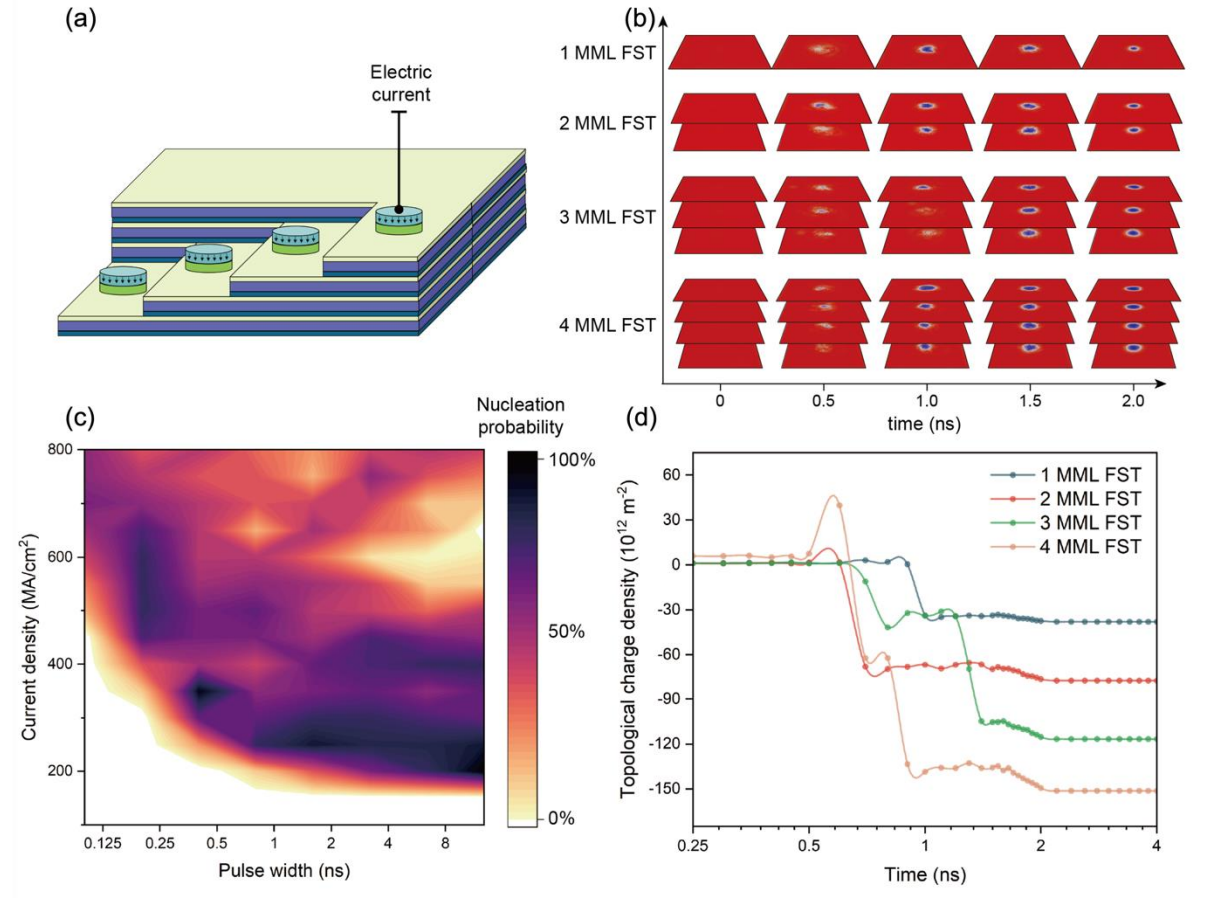 (a)
Electric
current
(b)
1 MML FST
2 MML FST
3 MML FST
4 MML FST
0 0.5 1.0 1.5 2.0
time (ns)
(c)
Nucleation
probability
100%
50%
0%
Current density (MA/cm²)
800
600
400
200
0.125 0.25 0.5 1 2 4 8
Pulse width (ns)
(d)
Topological charge density (10¹² m⁻²)
60
30
0
-30
-60
-90
-120
-150
1 MML FST
2 MML FST
3 MML FST
4 MML FST
0.25 0.5 1 2 4
Time (ns)